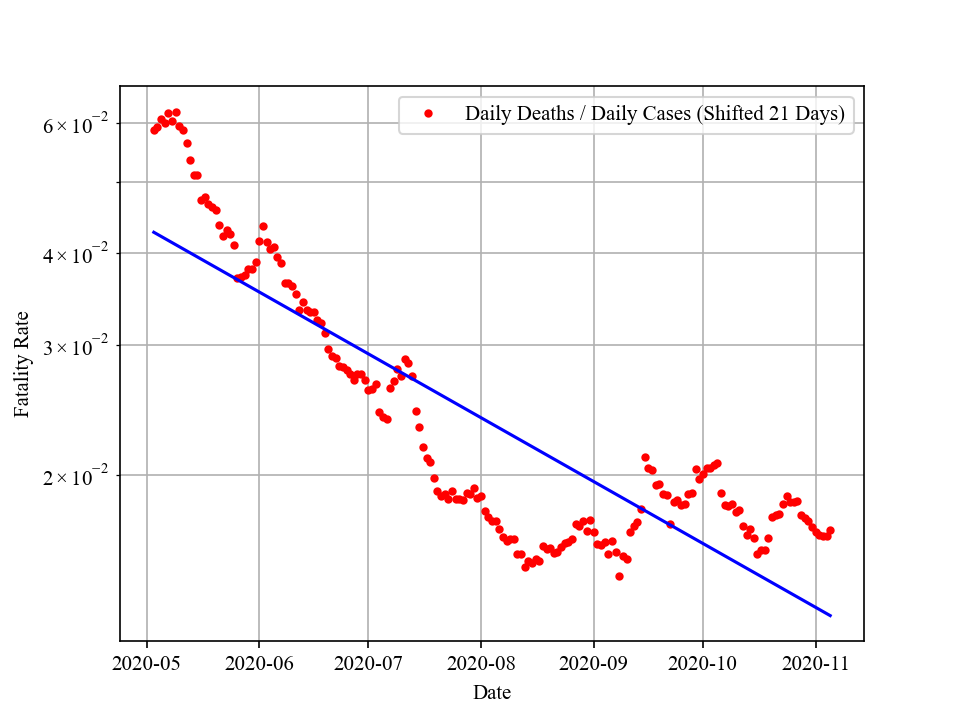 Daily Deaths / Daily Cases (Shifted 21 Days)
6 × 10⁻²
4 × 10⁻²
3 × 10⁻²
2 × 10⁻²
Fatality Rate
2020-05 2020-06 2020-07 2020-08 2020-09 2020-10 2020-11
Date